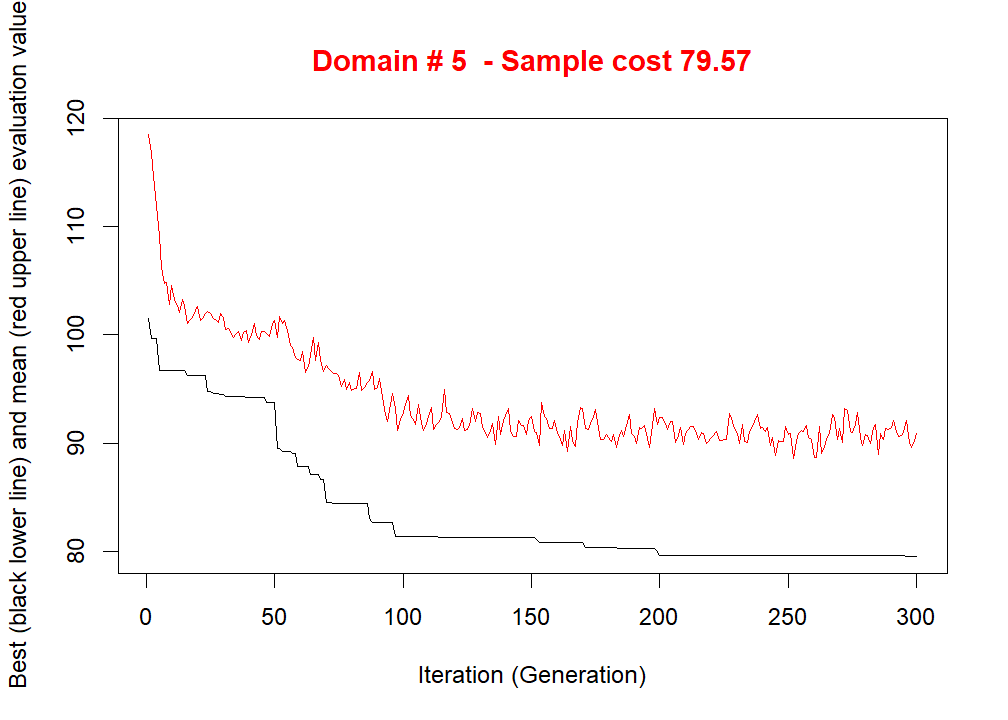 Domain # 5  - Sample cost 79.57
Best (black lower line) and mean (red upper line) evaluation value
120
110
100
90
80
0 50 100 150 200 250 300
Iteration (Generation)